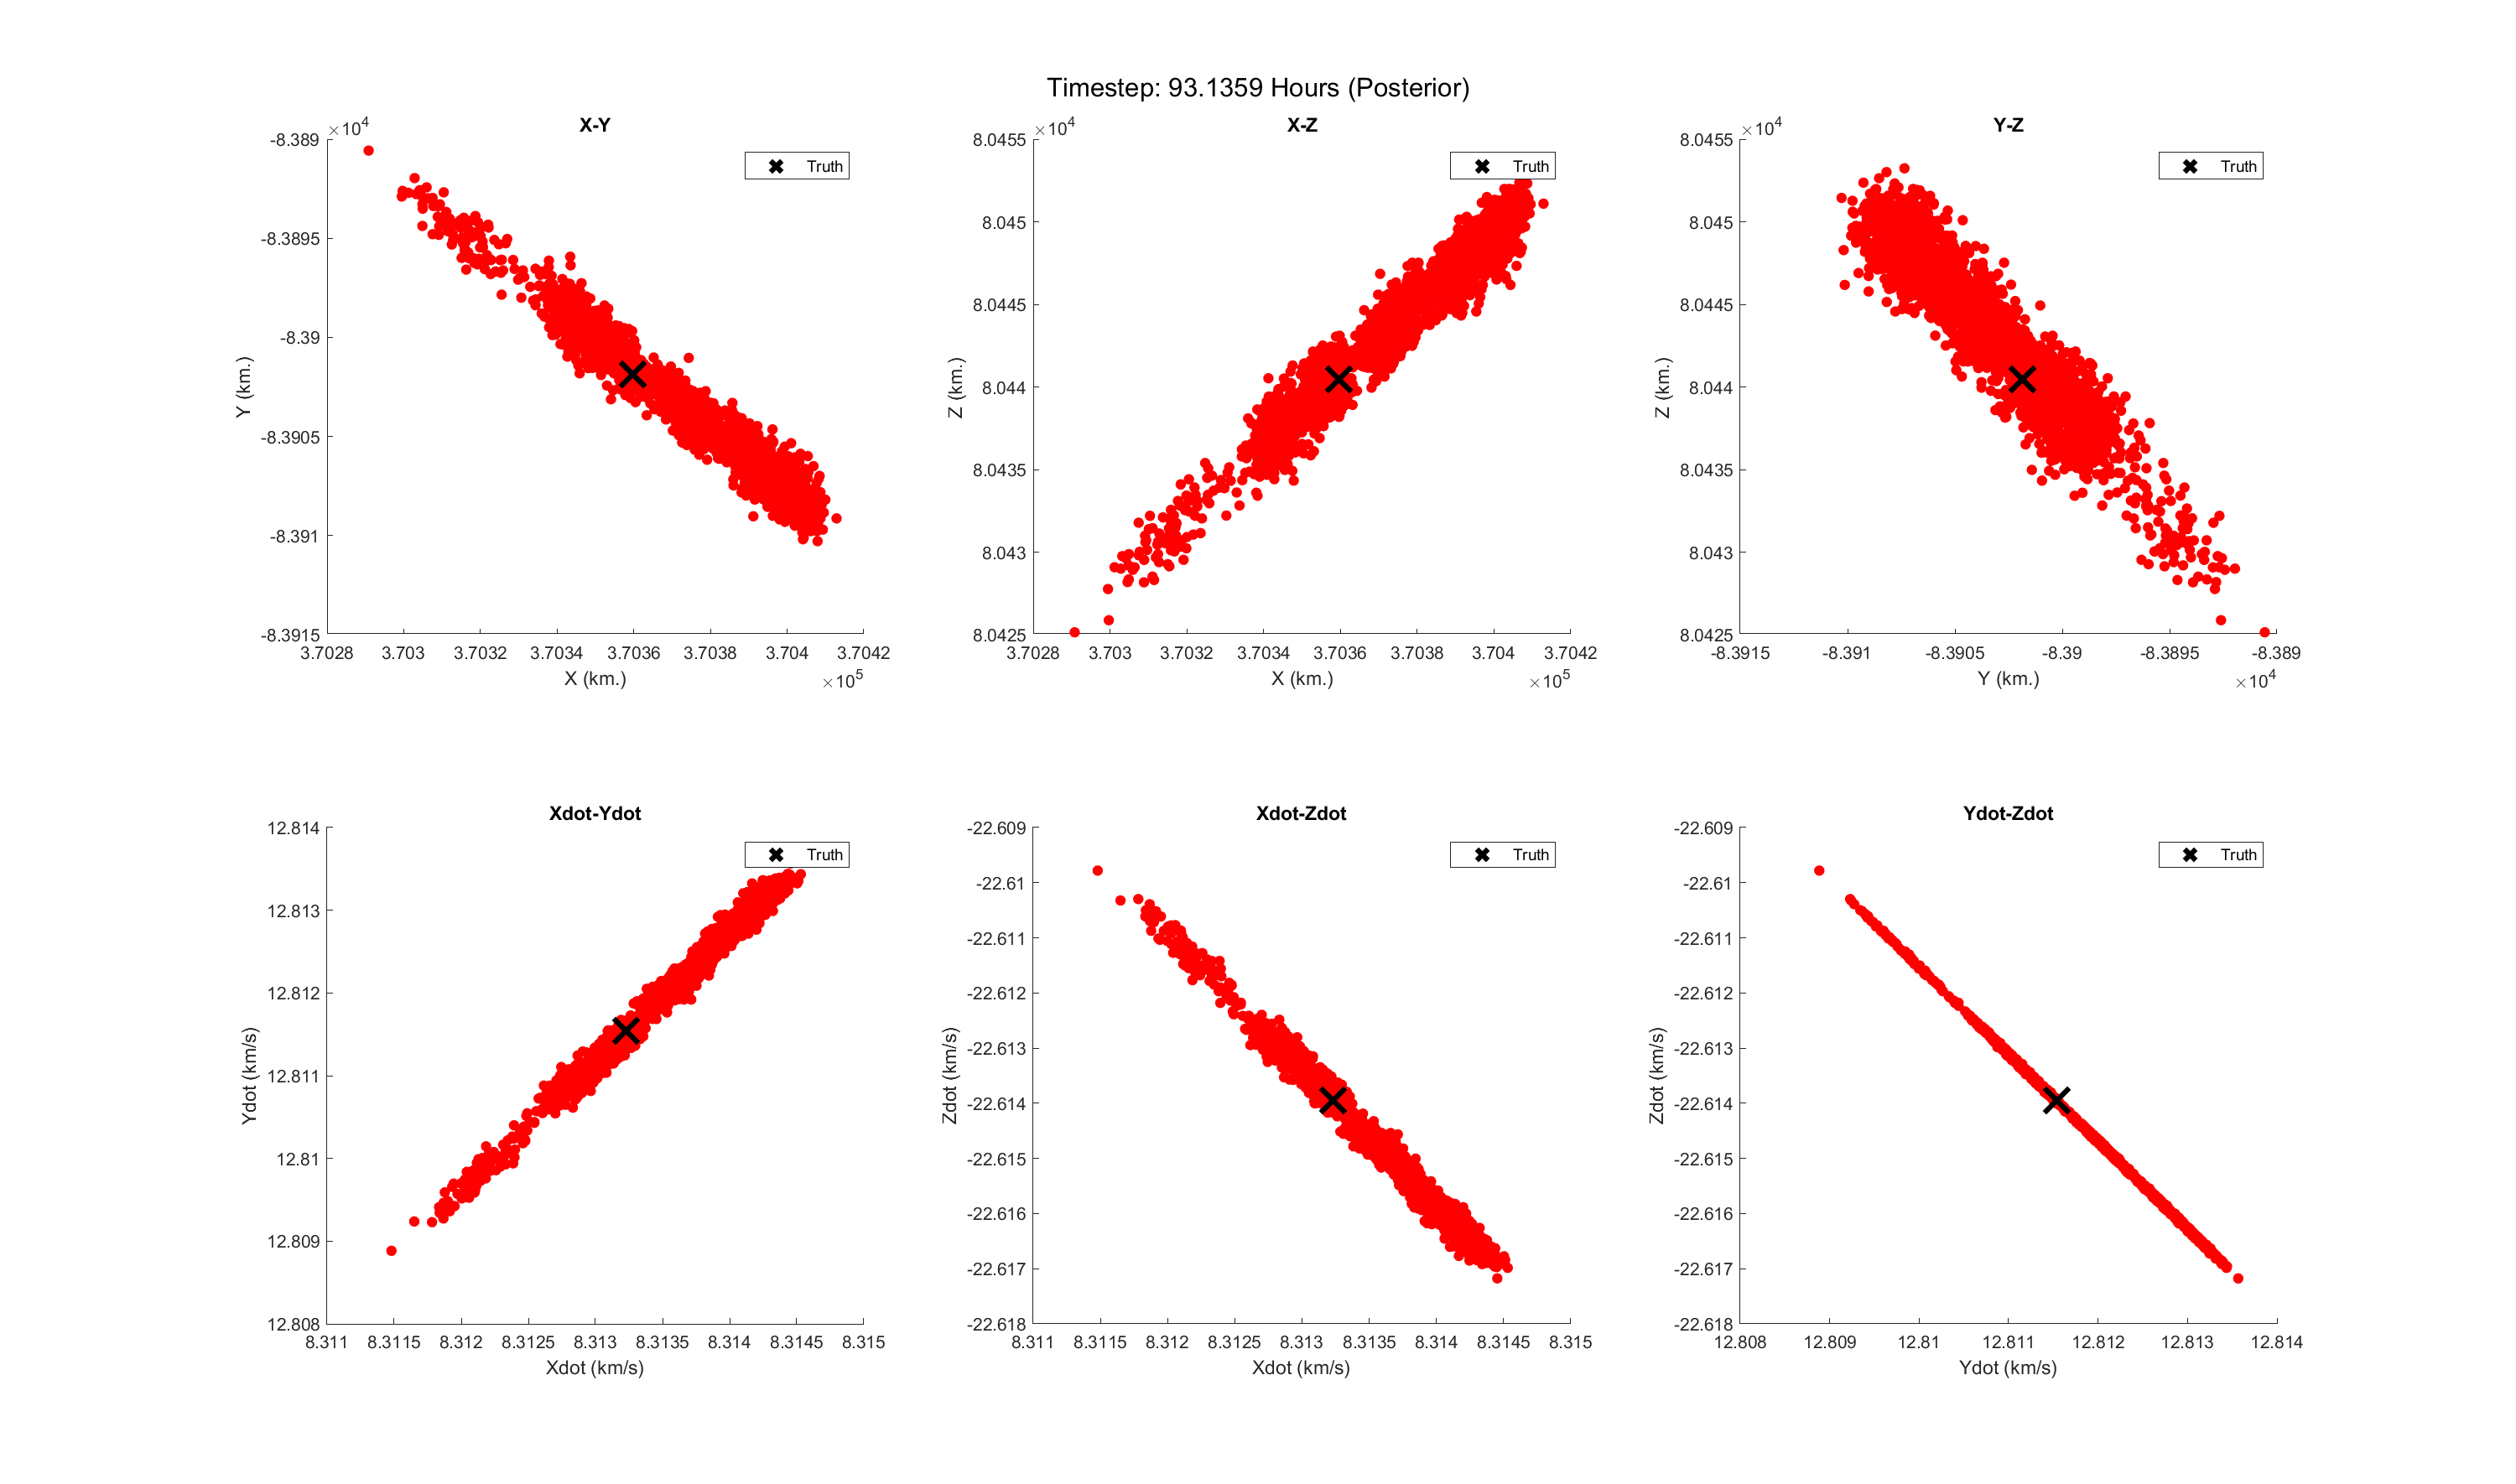 Timestep: 93.1359 Hours (Posterior)
X-Y
×10^4
-8.389
-8.3895
-8.39
-8.3905
-8.391
-8.3915
Y (km.)
Truth
3.7028 3.703 3.7032 3.7034 3.7036 3.7038 3.704 3.7042
X (km.)
×10^5
X-Z
×10^4
8.0455
8.045
8.0445
8.044
8.0435
8.043
8.0425
Z (km.)
Truth
3.7028 3.703 3.7032 3.7034 3.7036 3.7038 3.704 3.7042
X (km.)
×10^5
Y-Z
×10^4
8.0455
8.045
8.0445
8.044
8.0435
8.043
8.0425
Z (km.)
Truth
-8.3915 -8.391 -8.3905 -8.39 -8.3895 -8.389
Y (km.)
×10^4
Xdot-Ydot
12.814
12.813
12.812
12.811
12.81
12.809
12.808
Ydot (km/s)
Truth
8.311 8.3115 8.312 8.3125 8.313 8.3135 8.314 8.3145 8.315
Xdot (km/s)
Xdot-Zdot
-22.609
-22.61
-22.611
-22.612
-22.613
-22.614
-22.615
-22.616
-22.617
-22.618
Zdot (km/s)
Truth
8.311 8.3115 8.312 8.3125 8.313 8.3135 8.314 8.3145 8.315
Xdot (km/s)
Ydot-Zdot
-22.609
-22.61
-22.611
-22.612
-22.613
-22.614
-22.615
-22.616
-22.617
-22.618
Zdot (km/s)
Truth
12.808 12.809 12.81 12.811 12.812 12.813 12.814
Ydot (km/s)